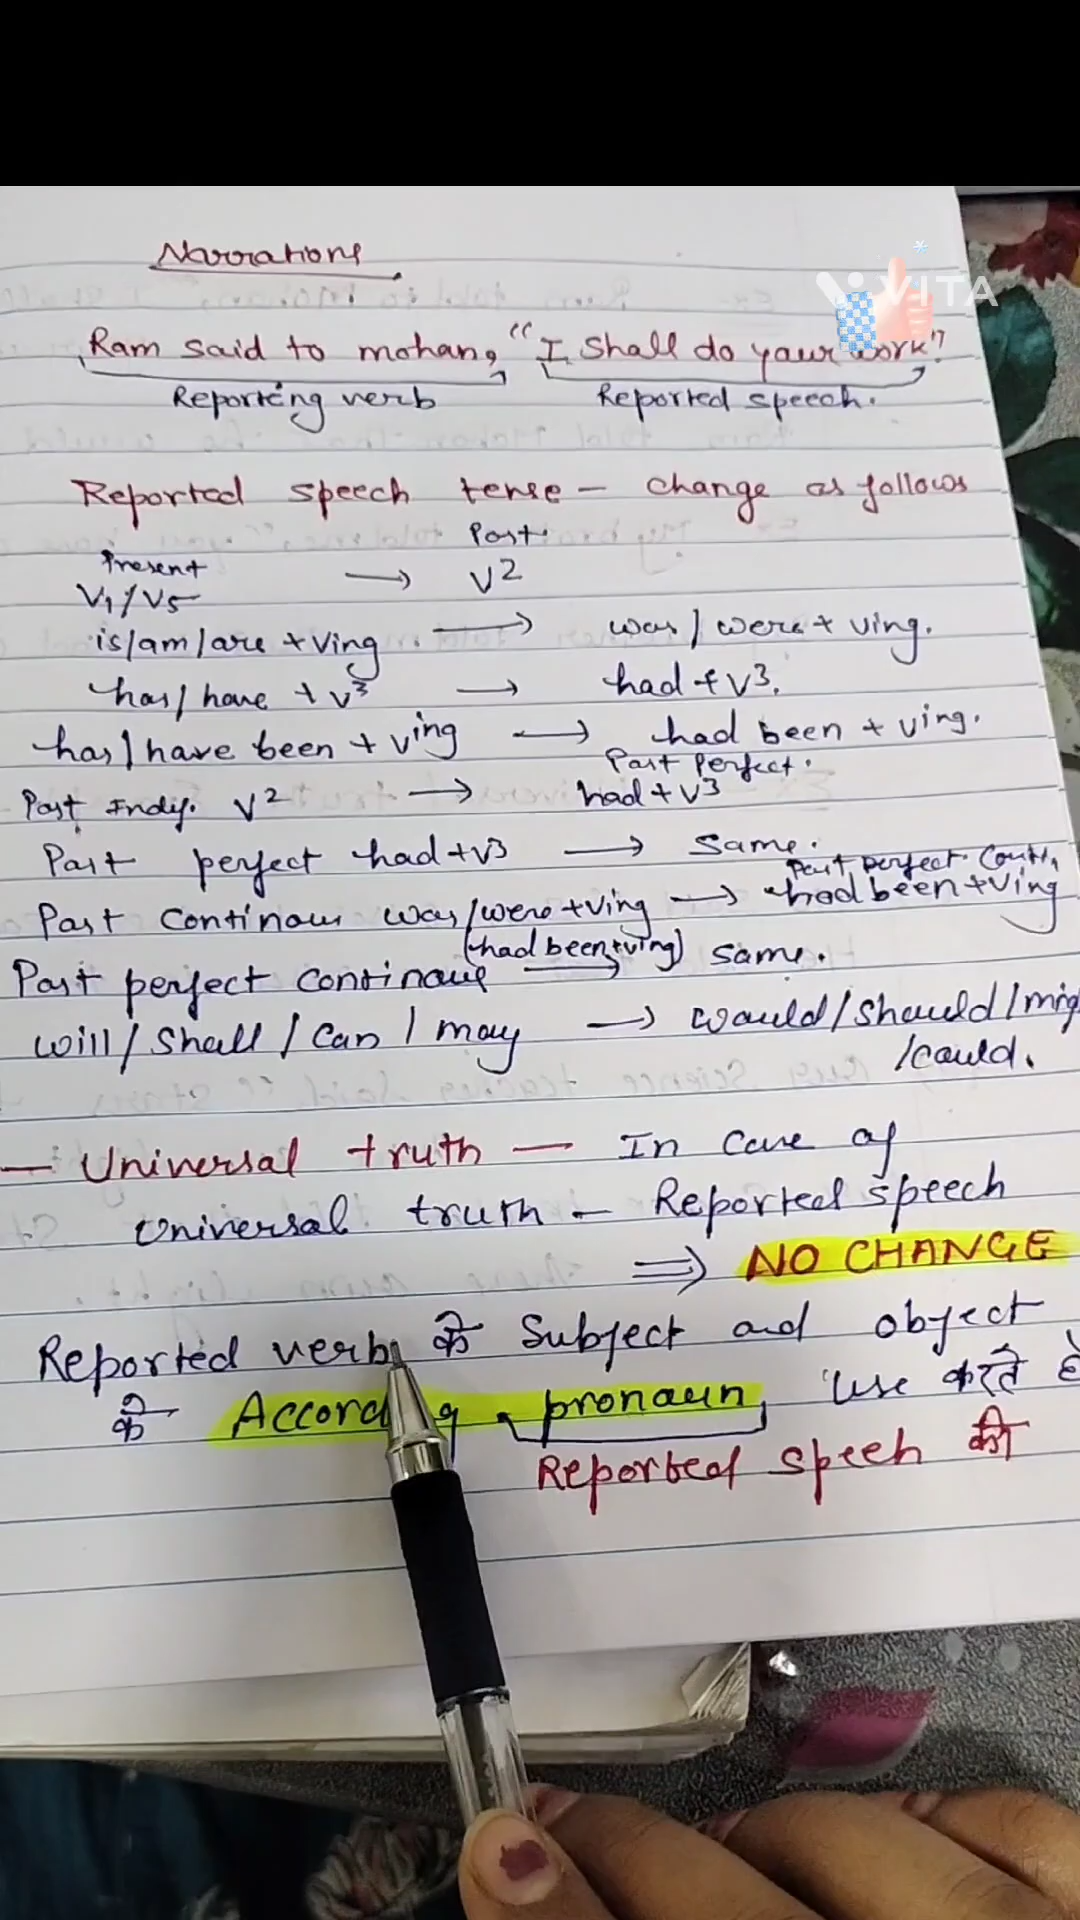 VITA
Narrations
Ram said to mohan, "I shall do your work"
Reporting verb Reported speech.
Reported speech tense – change as follows
Present Past
V1/V5 → V2
is/am/are + Ving → was/were + Ving.
has/have + V3 → had + V3.
has/have been + Ving → had been + Ving.
Past Indf. V2 → Past perfect. had + V3
Past perfect had + V3 → Same.
Past Continous was/were + Ving → Past perfect Conti. had been + Ving
Past perfect continous (had been + Ving) → same.
will/Shall/Can/may → would/should/mig
/could.
— Universal truth — In Case of
Universal truth – Reported speech
⇒ NO CHANGE
Reported verb के Subject and object
के According pronoun Use करते है
Reported speeh की